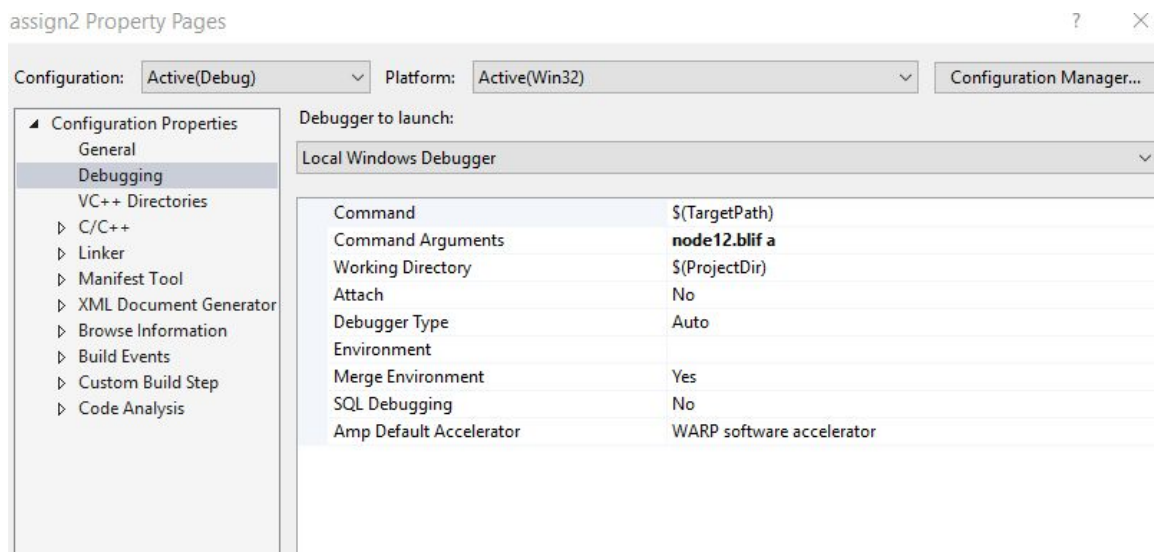 assign2 Property Pages
Configuration: Active(Debug) Platform: Active(Win32) Configuration Manager...
Configuration Properties
General
Debugging
VC++ Directories
C/C++
Linker
Manifest Tool
XML Document Generator
Browse Information
Build Events
Custom Build Step
Code Analysis
Debugger to launch:
Local Windows Debugger
Command $(TargetPath)
Command Arguments node12.blif a
Working Directory $(ProjectDir)
Attach No
Debugger Type Auto
Environment
Merge Environment Yes
SQL Debugging No
Amp Default Accelerator WARP software accelerator